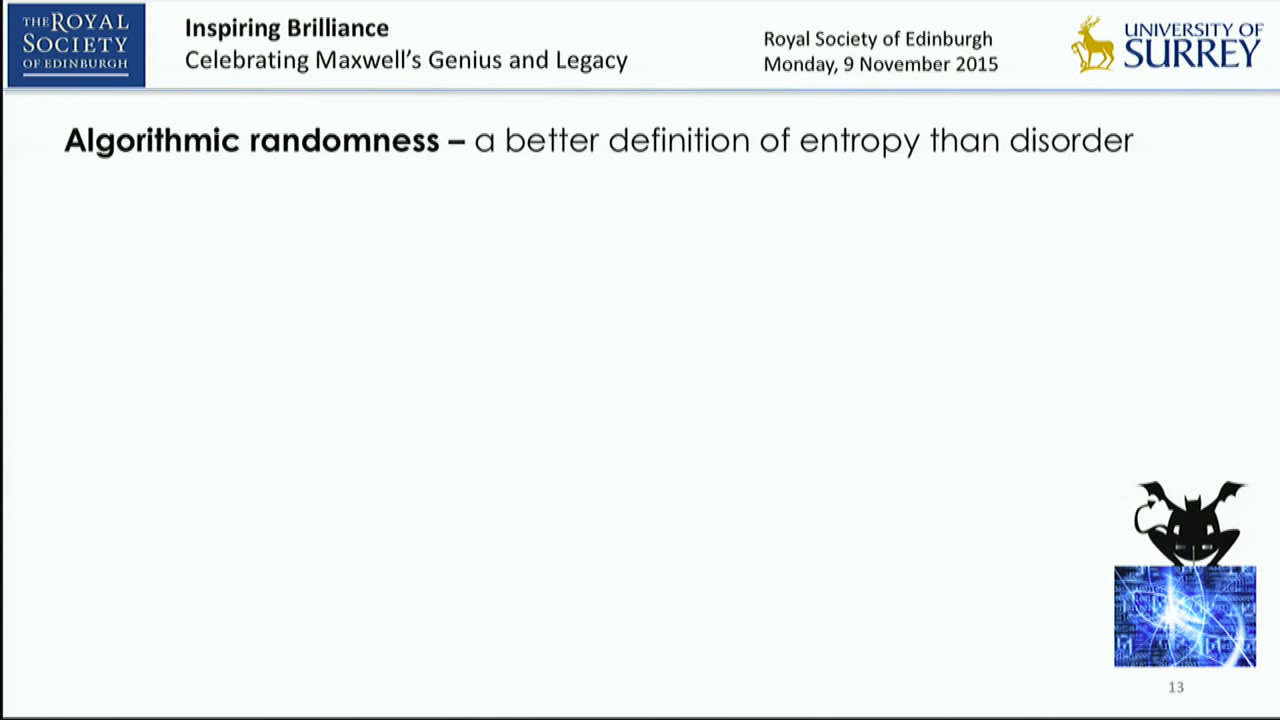 THE ROYAL
SOCIETY
OF EDINBURGH
Inspiring Brilliance
Celebrating Maxwell's Genius and Legacy
Royal Society of Edinburgh
Monday, 9 November 2015
UNIVERSITY OF
SURREY
Algorithmic randomness – a better definition of entropy than disorder
13